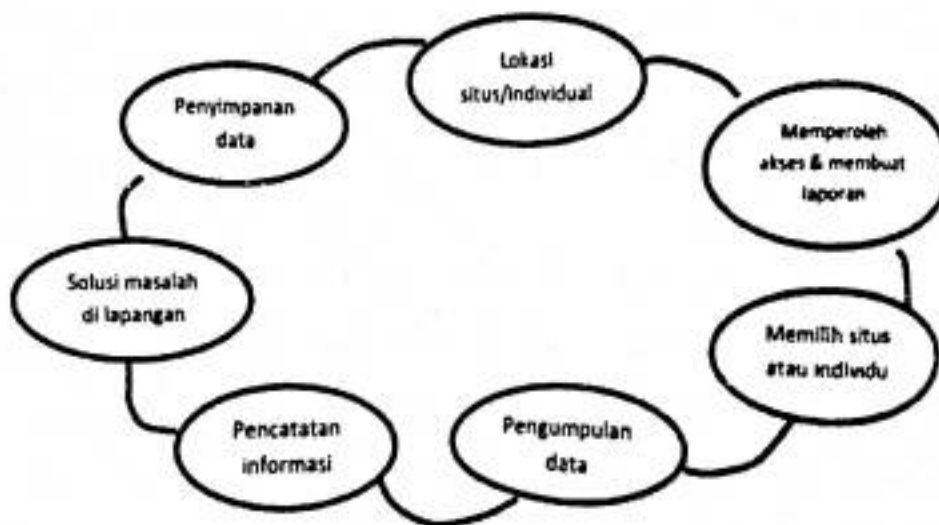 Lokasi
situs/individual
Memperoleh
akses & membuat
laporan
Memilih situs
atau individu
Pengumpulan
data
Pencatatan
informasi
Solusi masalah
di lapangan
Penyimpanan
data